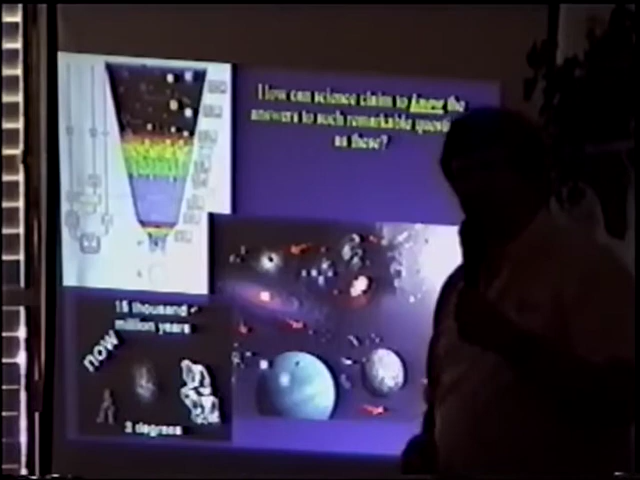 How can science claim to know the
answers to such remarkable
as these?
15 thousand
million years
now
3 degrees